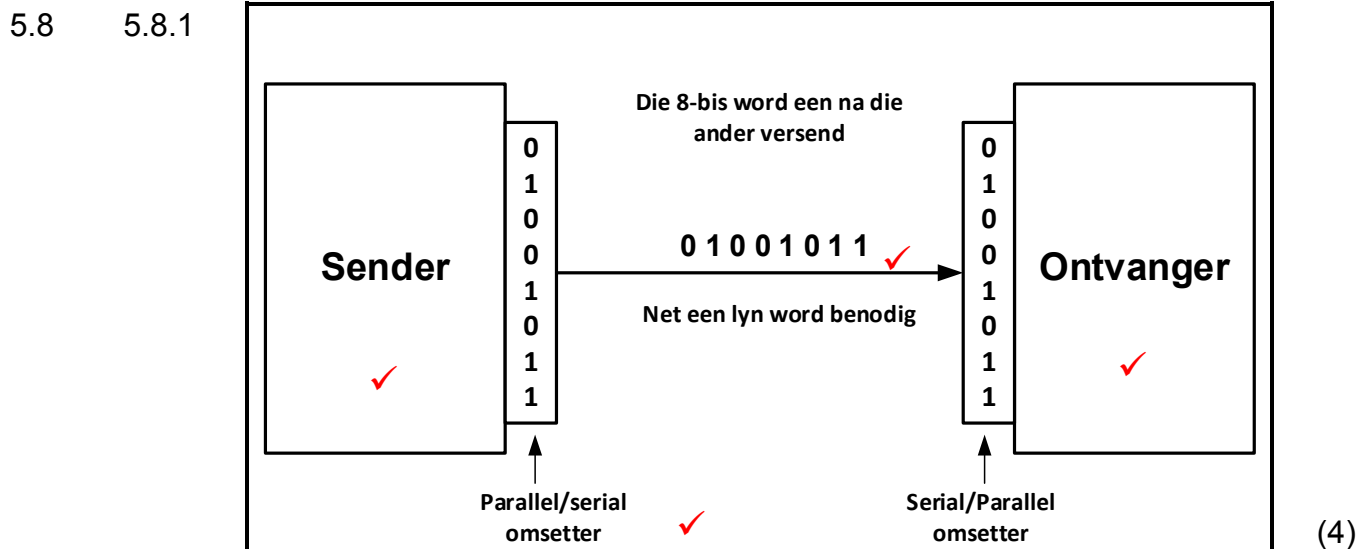 5.8 5.8.1
Die 8-bis word een na die
ander versend
0
1
0
0
1
0
1
1
Sender
0 1 0 0 1 0 1 1
Net een lyn word benodig
0
1
0
0
1
0
1
1
Ontvanger
Parallel/serial
omsetter
Serial/Parallel
omsetter
(4)